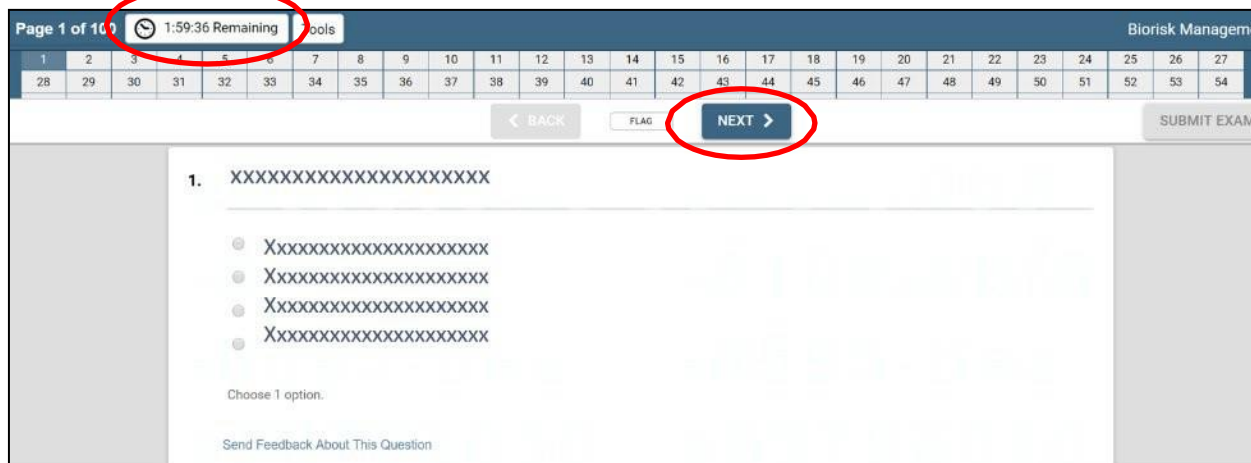 Page 1 of 100 1:59:36 Remaining Tools Biorisk Managem
1 2 3 4 5 6 7 8 9 10 11 12 13 14 15 16 17 18 19 20 21 22 23 24 25 26 27
28 29 30 31 32 33 34 35 36 37 38 39 40 41 42 43 44 45 46 47 48 49 50 51 52 53 54
BACK FLAG NEXT SUBMIT EXAM
1. XXXXXXXXXXXXXXXXXXXXX
Xxxxxxxxxxxxxxxxxxxxx
Xxxxxxxxxxxxxxxxxxxxx
Xxxxxxxxxxxxxxxxxxxxx
Xxxxxxxxxxxxxxxxxxxxx
Choose 1 option.
Send Feedback About This Question